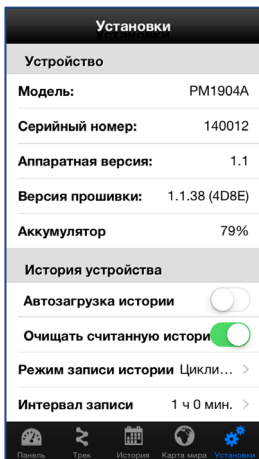 Установки
Устройство
Модель: PM1904A
Серийный номер: 140012
Аппаратная версия: 1.1
Версия прошивки: 1.1.38 (4D8E)
Аккумулятор 79%
История устройства
Автозагрузка истории
Очищать считанную истори
Режим записи истории Цикли...
Интервал записи 1 ч 0 мин.
Панель Трек История Карта мира Установки